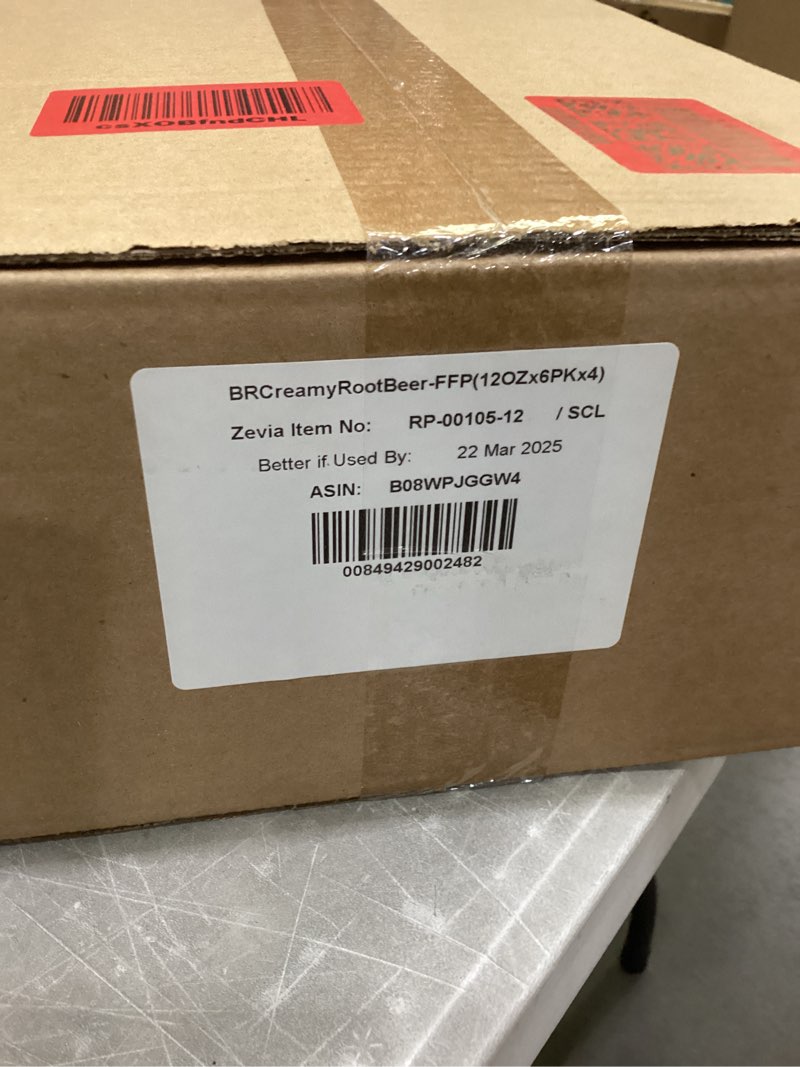 csXOBfndCHL
BRCreamyRootBeer-FFP(12OZx6PKx4)
Zevia Item No: RP-00105-12 / SCL
Better if Used By: 22 Mar 2025
ASIN: B08WPJGGW4
00849429002482